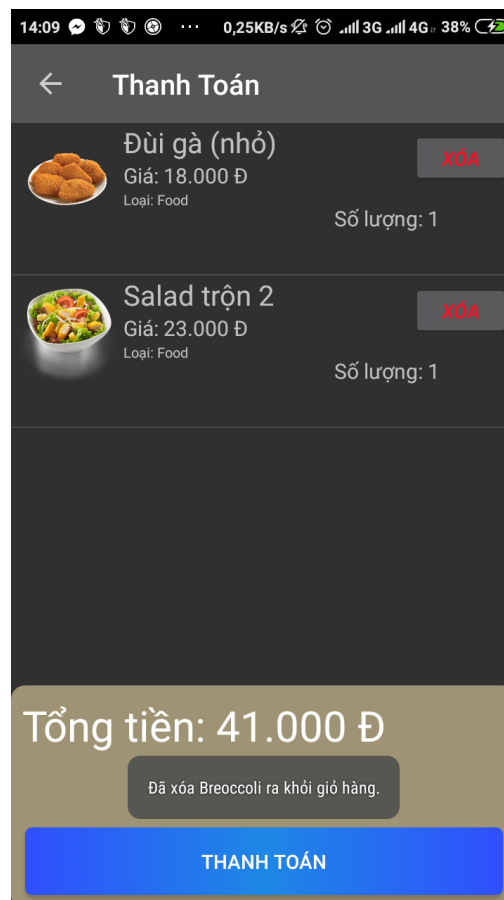 14:09 ... 0,25KB/s 3G 4G 38%
Thanh Toán
Đùi gà (nhỏ)
Giá: 18.000 Đ
Loại: Food
XÓA
Số lượng: 1
Salad trộn 2
Giá: 23.000 Đ
Loại: Food
XÓA
Số lượng: 1
Tổng tiền: 41.000 Đ
Đã xóa Breoccoli ra khỏi giỏ hàng.
THANH TOÁN